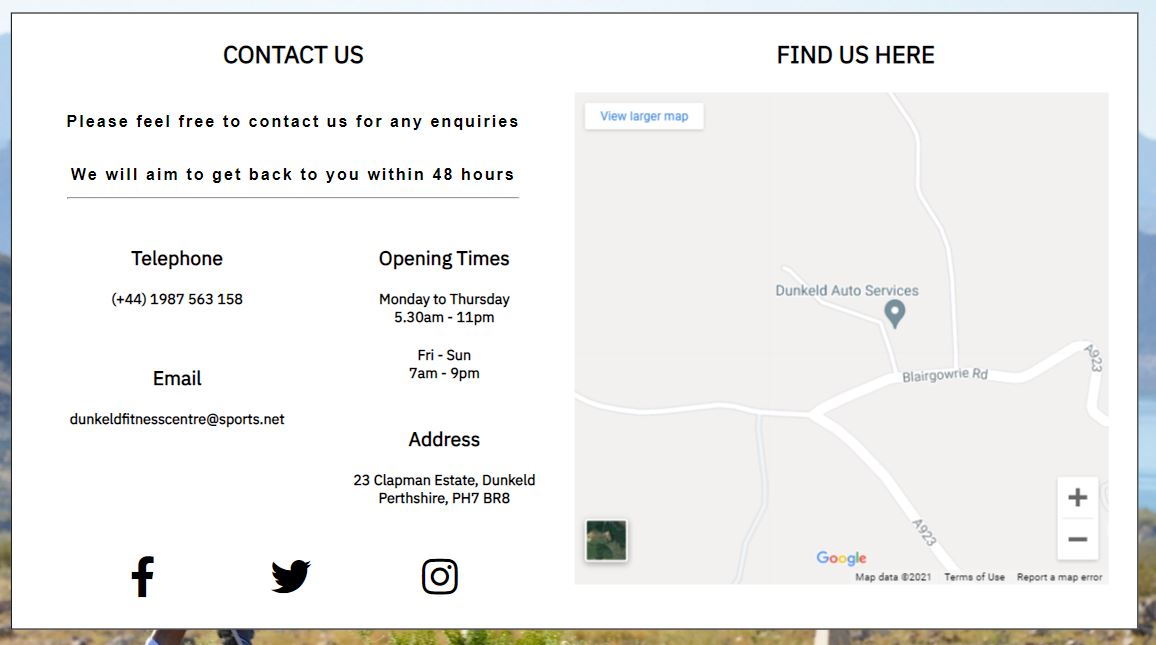 CONTACT US
Please feel free to contact us for any enquiries
We will aim to get back to you within 48 hours
Telephone
(+44) 1987 563 158
Email
dunkeldfitnesscentre@sports.net
Opening Times
Monday to Thursday
5.30am - 11pm
Fri - Sun
7am - 9pm
Address
23 Clapman Estate, Dunkeld
Perthshire, PH7 BR8
FIND US HERE
View larger map
Dunkeld Auto Services
Blairgowrie Rd
A923
A923
Google
Map data ©2021 Terms of Use Report a map error